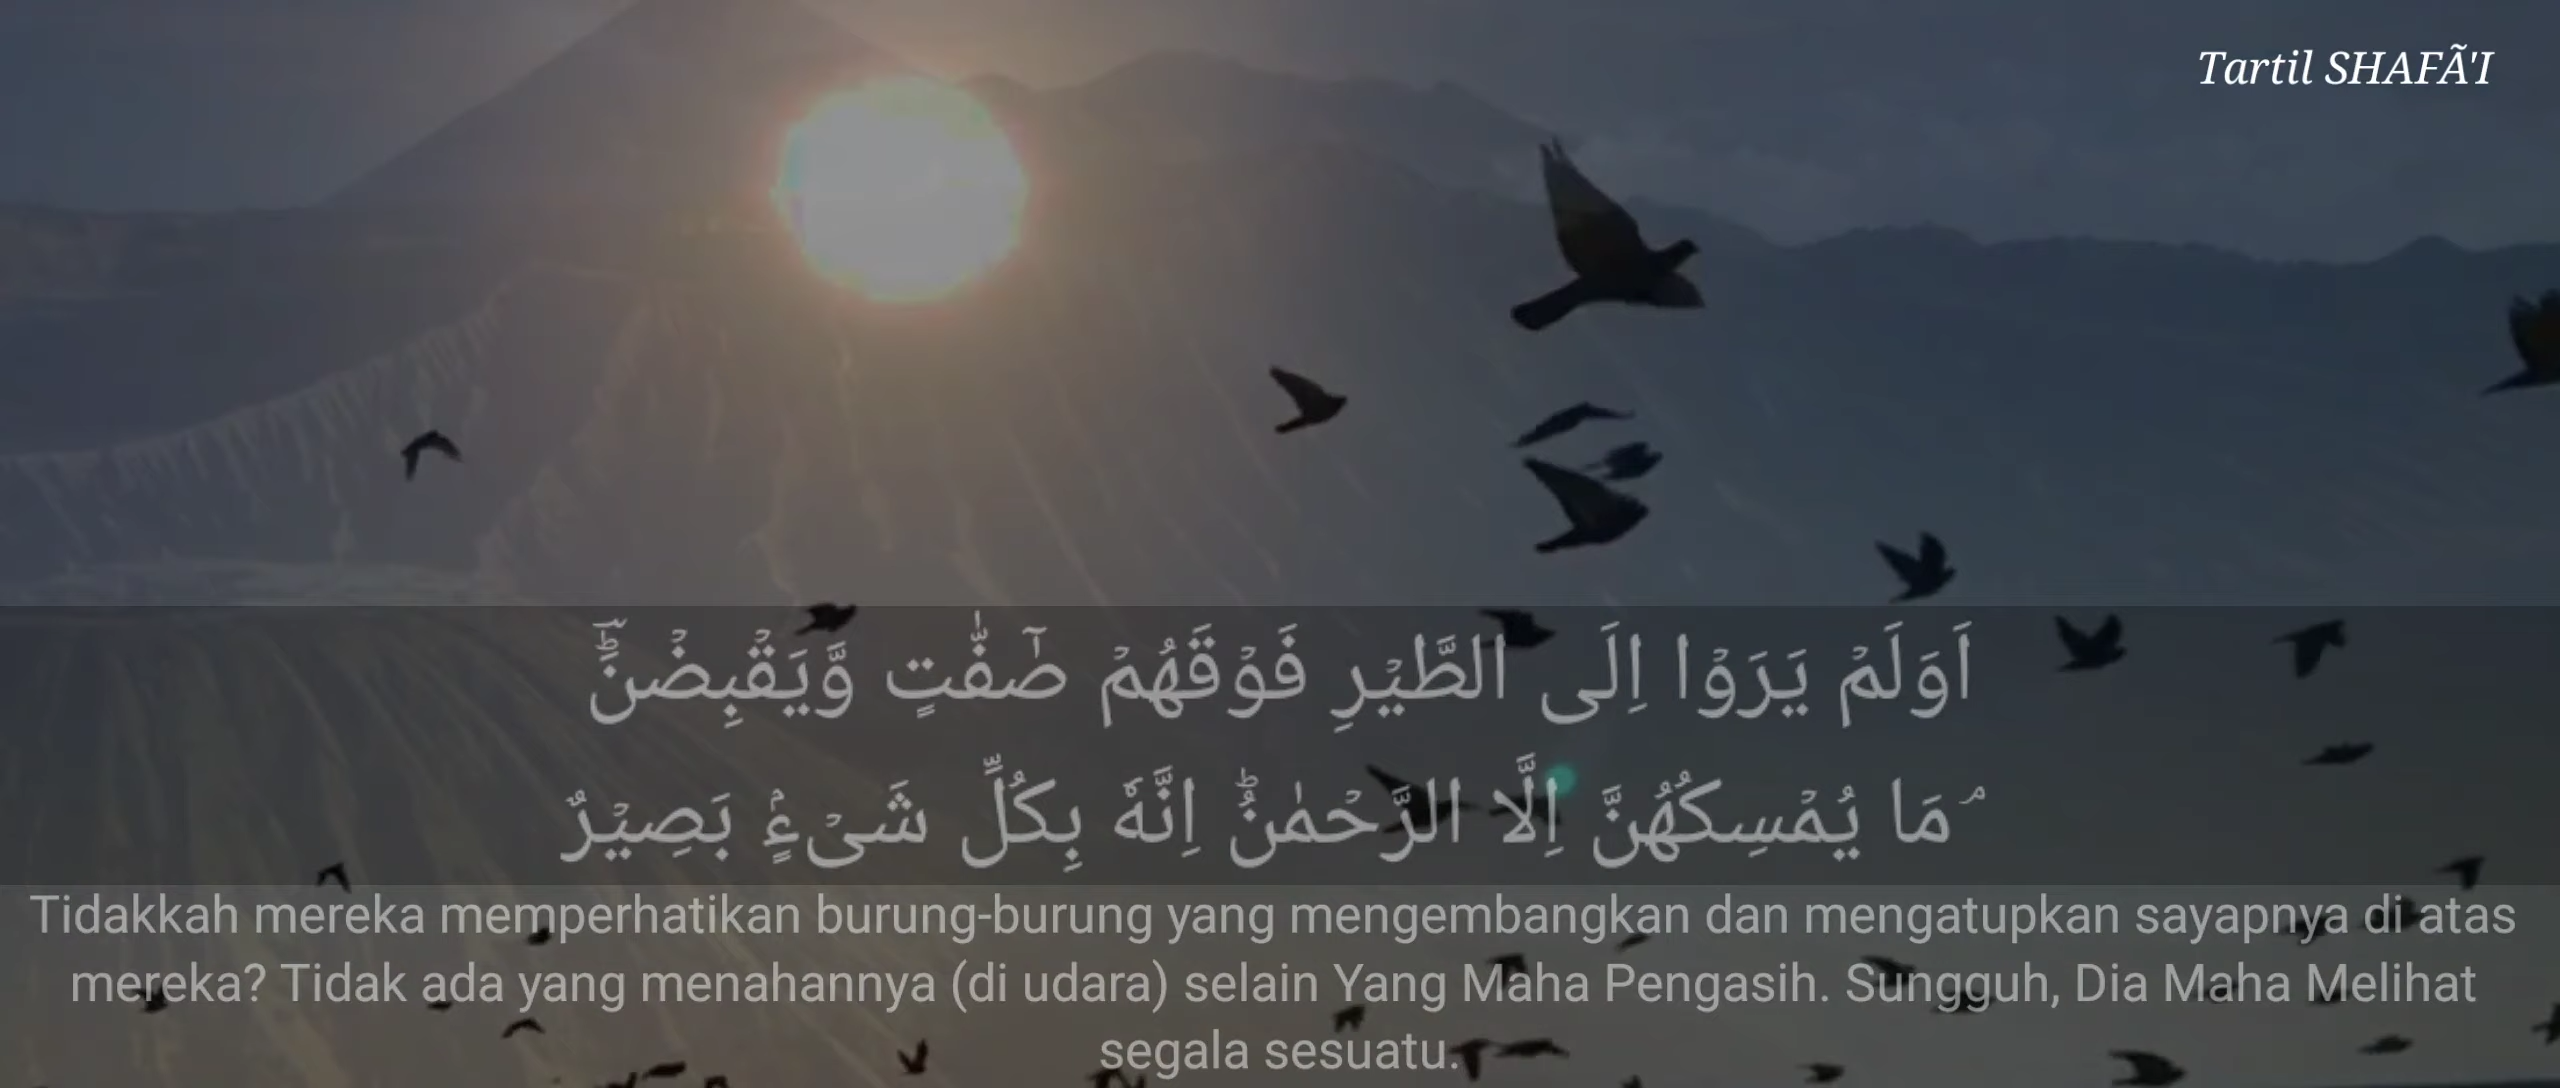 Tartil SHAFÃ'I
اَوَلَمْ يَرَوْا اِلَى الطَّيْرِ فَوْقَهُمْ صٰۤفّٰتٍ وَّيَقْبِضْنَۘؔ
ۘ مَا يُمْسِكُهُنَّ اِلَّا الرَّحْمٰنُۗ اِنَّهٗ بِكُلِّ شَيْءٍۢ بَصِيْرٌ
Tidakkah mereka memperhatikan burung-burung yang mengembangkan dan mengatupkan sayapnya di atas
mereka? Tidak ada yang menahannya (di udara) selain Yang Maha Pengasih. Sungguh, Dia Maha Melihat
segala sesuatu.